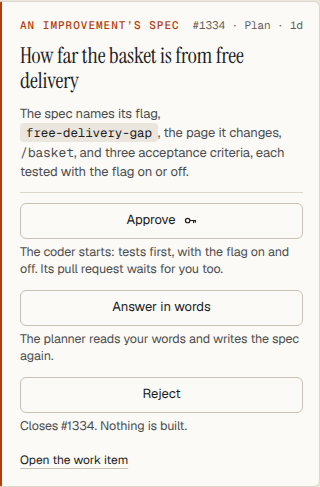 AN IMPROVEMENT'S SPEC #1334 · Plan · 1d
How far the basket is from free
delivery
The spec names its flag,
free-delivery-gap, the page it changes,
/basket, and three acceptance criteria, each
tested with the flag on or off.
Approve
The coder starts: tests first, with the flag on and
off. Its pull request waits for you too.
Answer in words
The planner reads your words and writes the spec
again.
Reject
Closes #1334. Nothing is built.
Open the work item